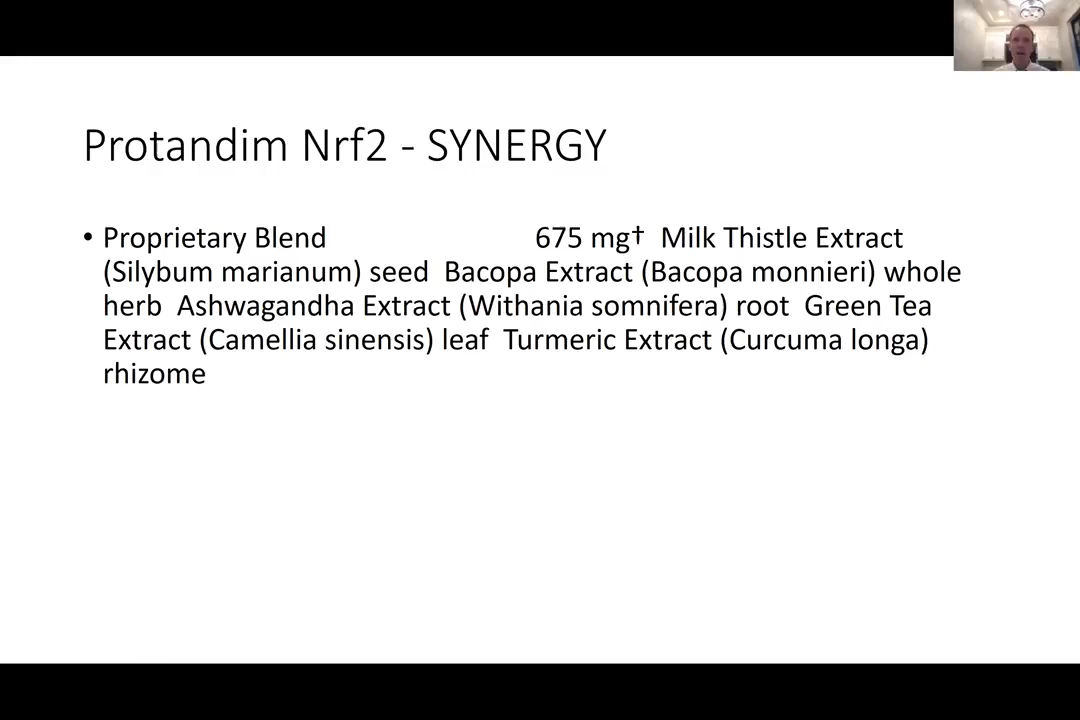 Protandim Nrf2 - SYNERGY
• Proprietary Blend 675 mg† Milk Thistle Extract
(Silybum marianum) seed Bacopa Extract (Bacopa monnieri) whole
herb Ashwagandha Extract (Withania somnifera) root Green Tea
Extract (Camellia sinensis) leaf Turmeric Extract (Curcuma longa)
rhizome